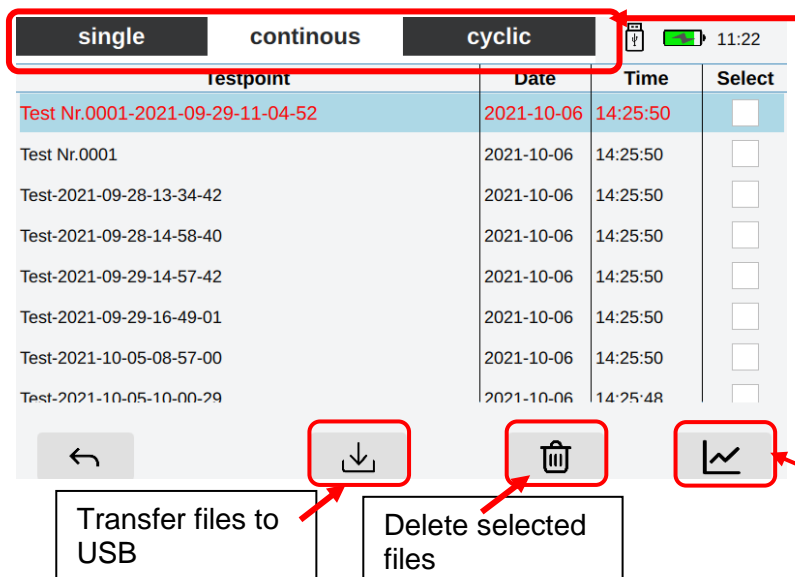 single continous cyclic 11:22
Testpoint Date Time Select
Test Nr.0001-2021-09-29-11-04-52 2021-10-06 14:25:50
Test Nr.0001 2021-10-06 14:25:50
Test-2021-09-28-13-34-42 2021-10-06 14:25:50
Test-2021-09-28-14-58-40 2021-10-06 14:25:50
Test-2021-09-29-14-57-42 2021-10-06 14:25:50
Test-2021-09-29-16-49-01 2021-10-06 14:25:50
Test-2021-10-05-08-57-00 2021-10-06 14:25:50
Test-2021-10-05-10-00-29 2021-10-06 14:25:48
Transfer files to
USB
Delete selected
files